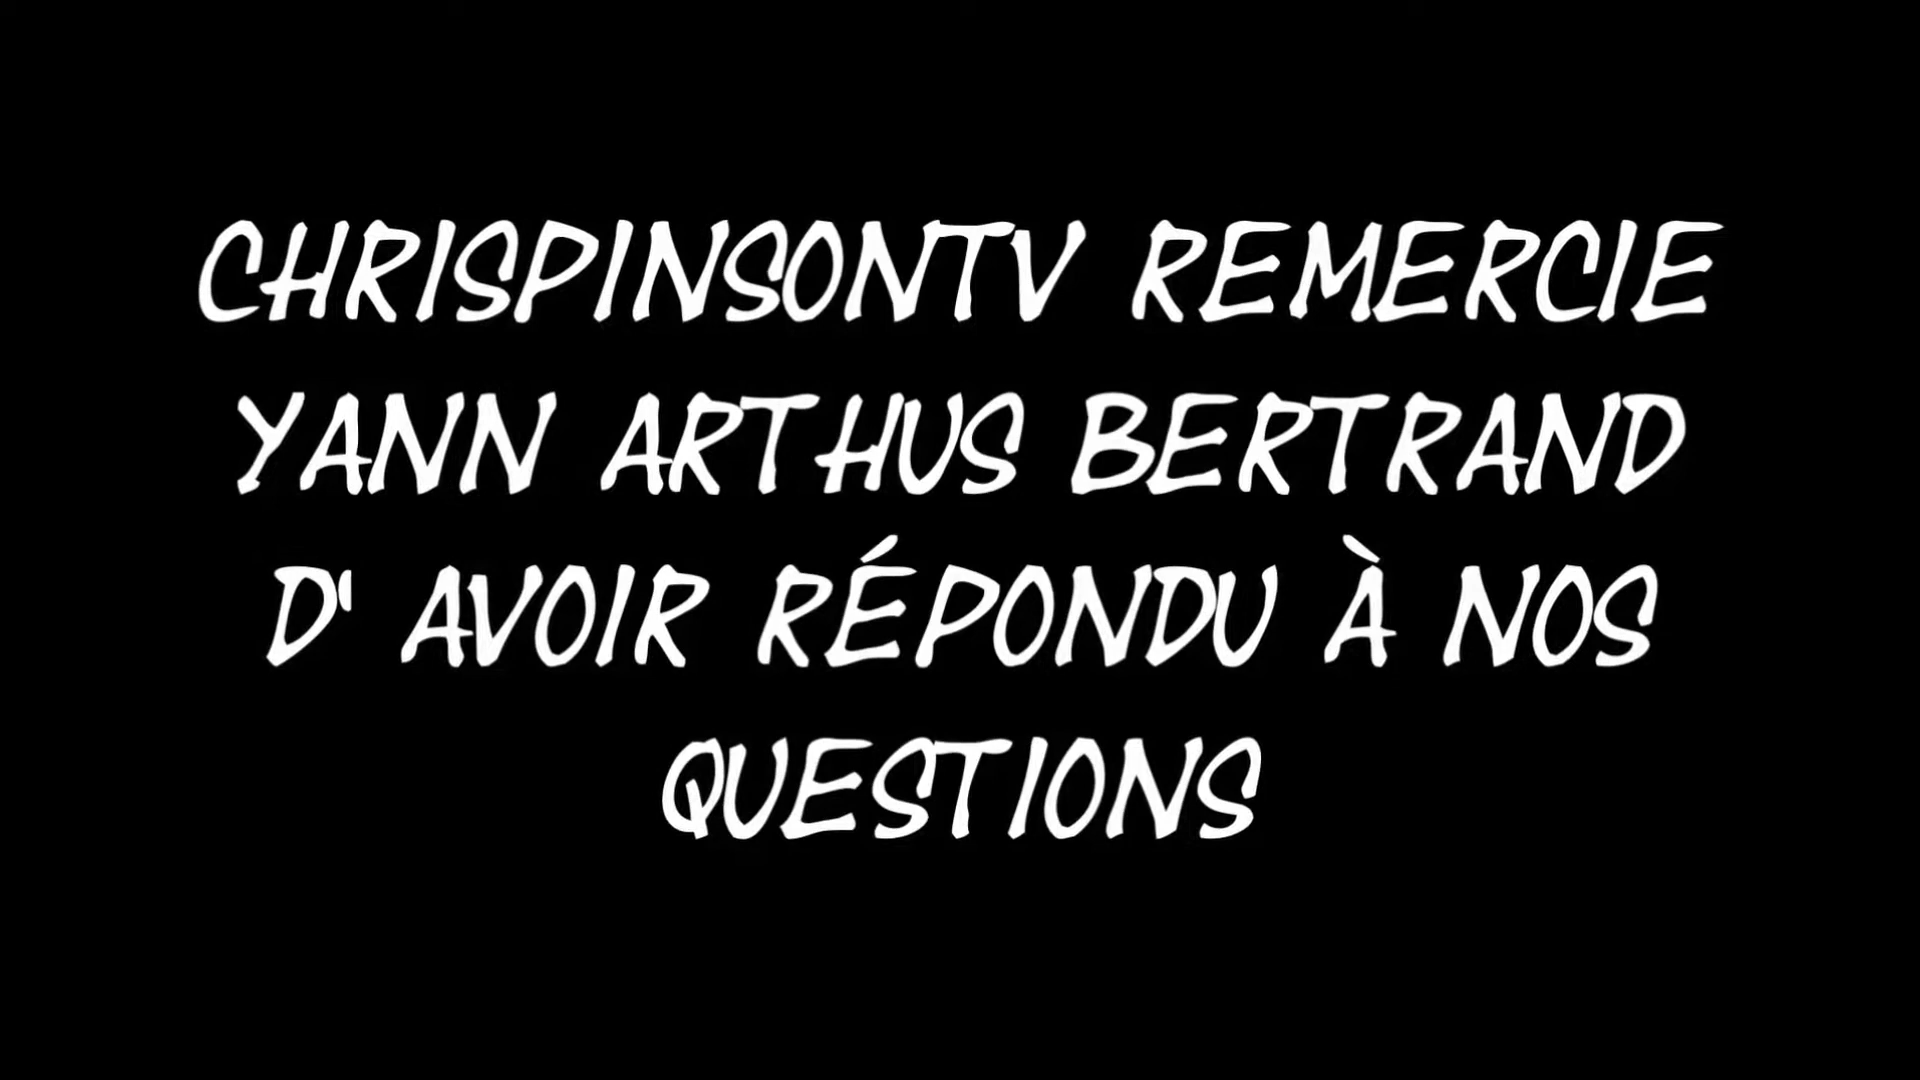 CHRISPINSONTV REMERCIE
YANN ARTHUS BERTRAND
D' AVOIR RÉPONDU À NOS
QUESTIONS